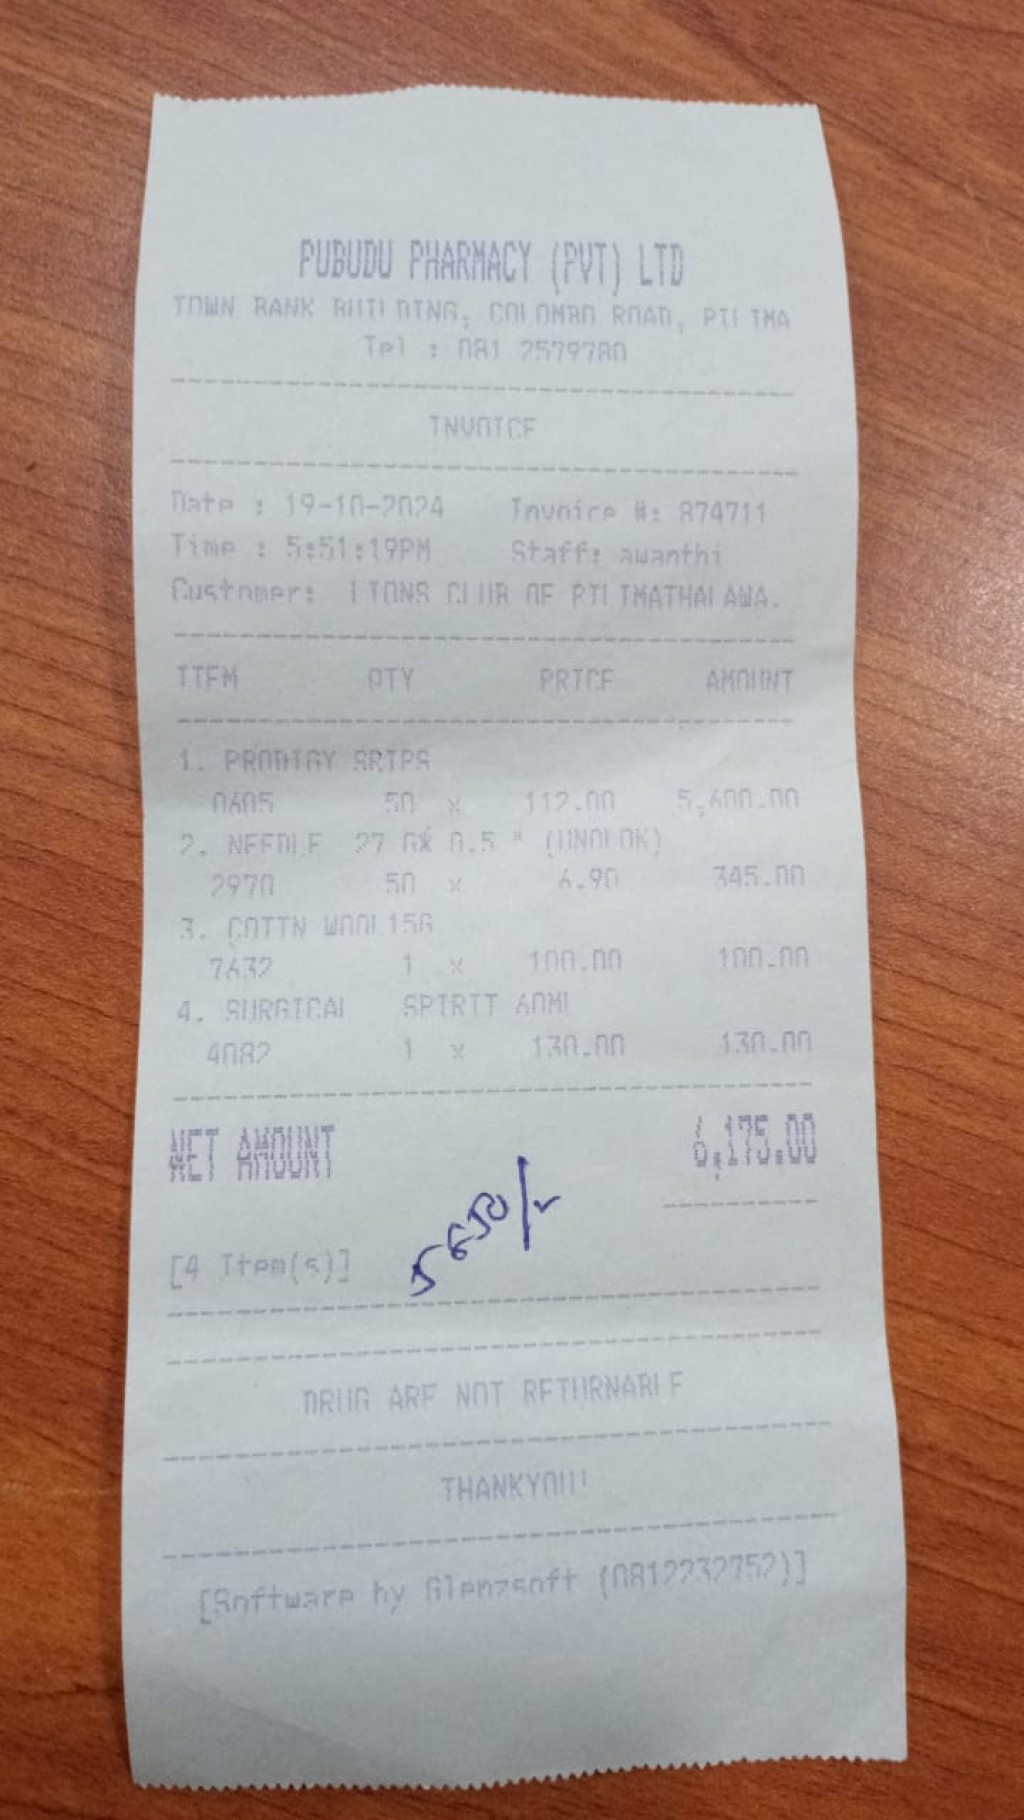 PUBUDU PHARMACY (PVT) LTD
TOWN BANK BUILDING, COLOMBO ROAD, PILIMA
Tel : 081 2579780
INVOICE
Date : 19-10-2024 Invoice #: 874711
Time : 5:51:19PM Staff: awanthi
Customer: LIONS CLUB OF PILIMATHALAWA.
ITEM QTY PRICE AMOUNT
1. PRODIGY SRIPS
0605 50 x 112.00 5,600.00
2. NEEDLE 27 GX 0.5 " (UNOLOK)
2970 50 x 6.90 345.00
3. COTTN WOOL15G
7632 1 x 100.00 100.00
4. SURGICAL SPIRIT 60ML
4082 1 x 130.00 130.00
NET AMOUNT 6,175.00
5650/-
[4 Item(s)]
DRUG ARE NOT RETURNABLE
THANKYOU!
[Software by Glenzsoft (0812232752)]